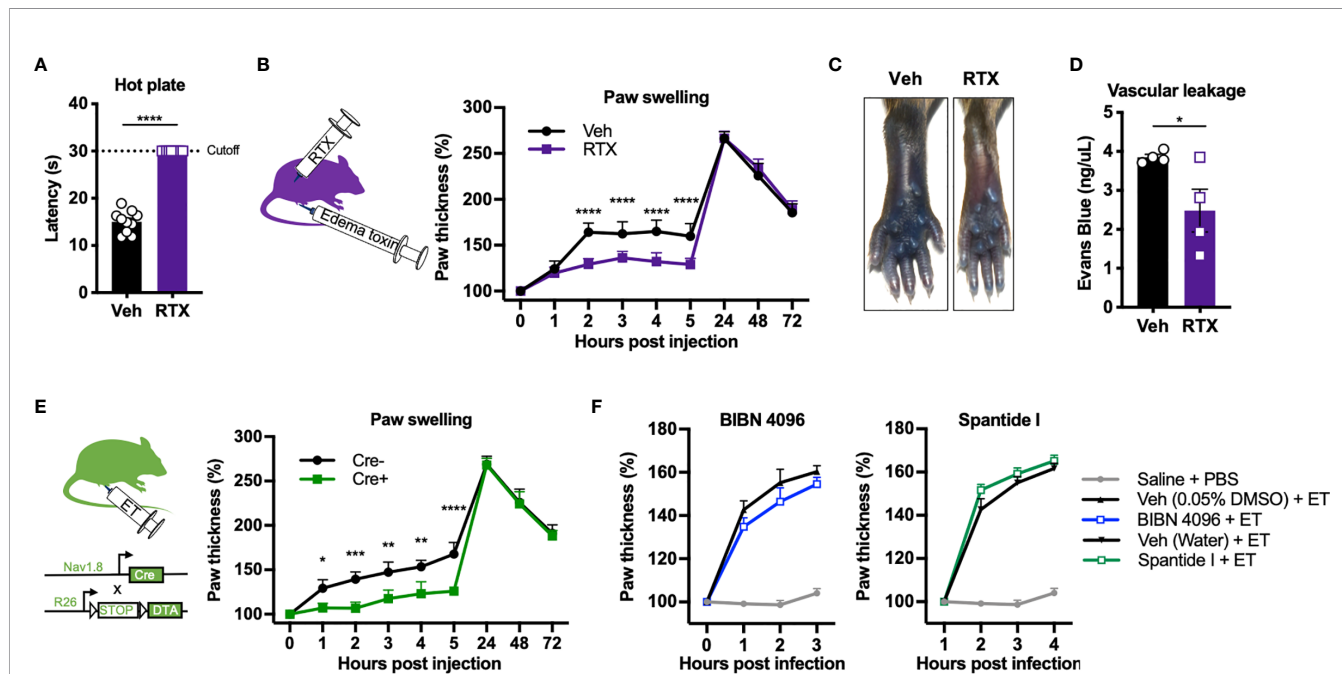 A
Hot plate
Latency (s)
40
30
20
10
0
****
Cutoff
Veh
RTX
B
RTX
Edema toxin
Paw swelling
Paw thickness (%)
300
250
200
150
100
Veh
RTX
**** **** **** ****
0 1 2 3 4 5 24 48 72
Hours post injection
C
Veh
RTX
D
Vascular leakage
Evans Blue (ng/uL)
5
4
3
2
1
0
*
Veh
RTX
E
ET
Nav1.8
Cre
X
R26
STOP
DTA
Paw swelling
Paw thickness (%)
300
250
200
150
100
Cre-
Cre+
* *** ** ** ****
0 1 2 3 4 5 24 48 72
Hours post injection
F
BIBN 4096
Paw thickness (%)
180
160
140
120
100
0 1 2 3
Hours post infection
Spantide I
Paw thickness (%)
180
160
140
120
100
1 2 3 4
Hours post infection
Saline + PBS
Veh (0.05% DMSO) + ET
BIBN 4096 + ET
Veh (Water) + ET
Spantide I + ET